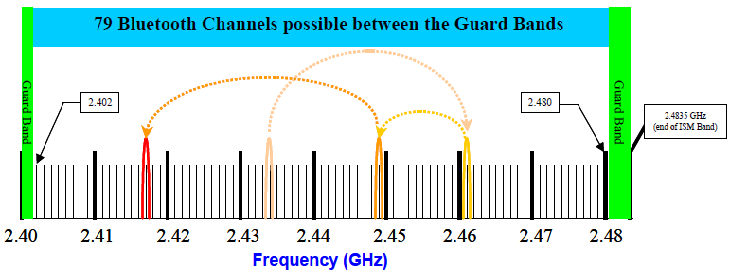 79 Bluetooth Channels possible between the Guard Bands
Guard Band
2.402
2.480
Guard Band
2.4835 GHz
(end of ISM Band)
2.40 2.41 2.42 2.43 2.44 2.45 2.46 2.47 2.48
Frequency (GHz)